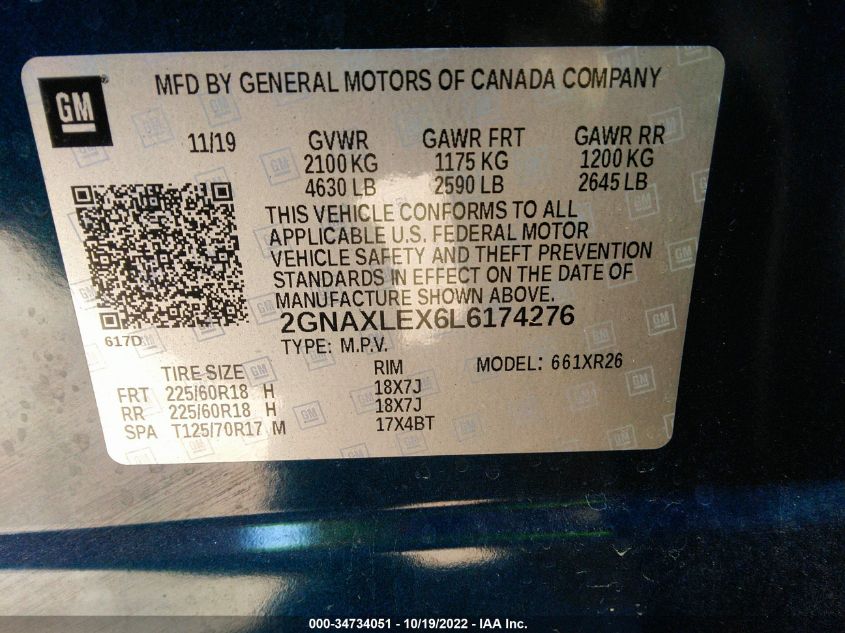 GM
MFD BY GENERAL MOTORS OF CANADA COMPANY
11/19 GVWR GAWR FRT GAWR RR
2100 KG 1175 KG 1200 KG
4630 LB 2590 LB 2645 LB
THIS VEHICLE CONFORMS TO ALL
APPLICABLE U.S. FEDERAL MOTOR
VEHICLE SAFETY AND THEFT PREVENTION
STANDARDS IN EFFECT ON THE DATE OF
MANUFACTURE SHOWN ABOVE.
617D 2GNAXLEX6L6174276
TYPE: M.P.V.
TIRE SIZE RIM MODEL: 661XR26
FRT 225/60R18 H 18X7J
RR 225/60R18 H 18X7J
SPA T125/70R17 M 17X4BT
000-34734051 - 10/19/2022 - IAA Inc.